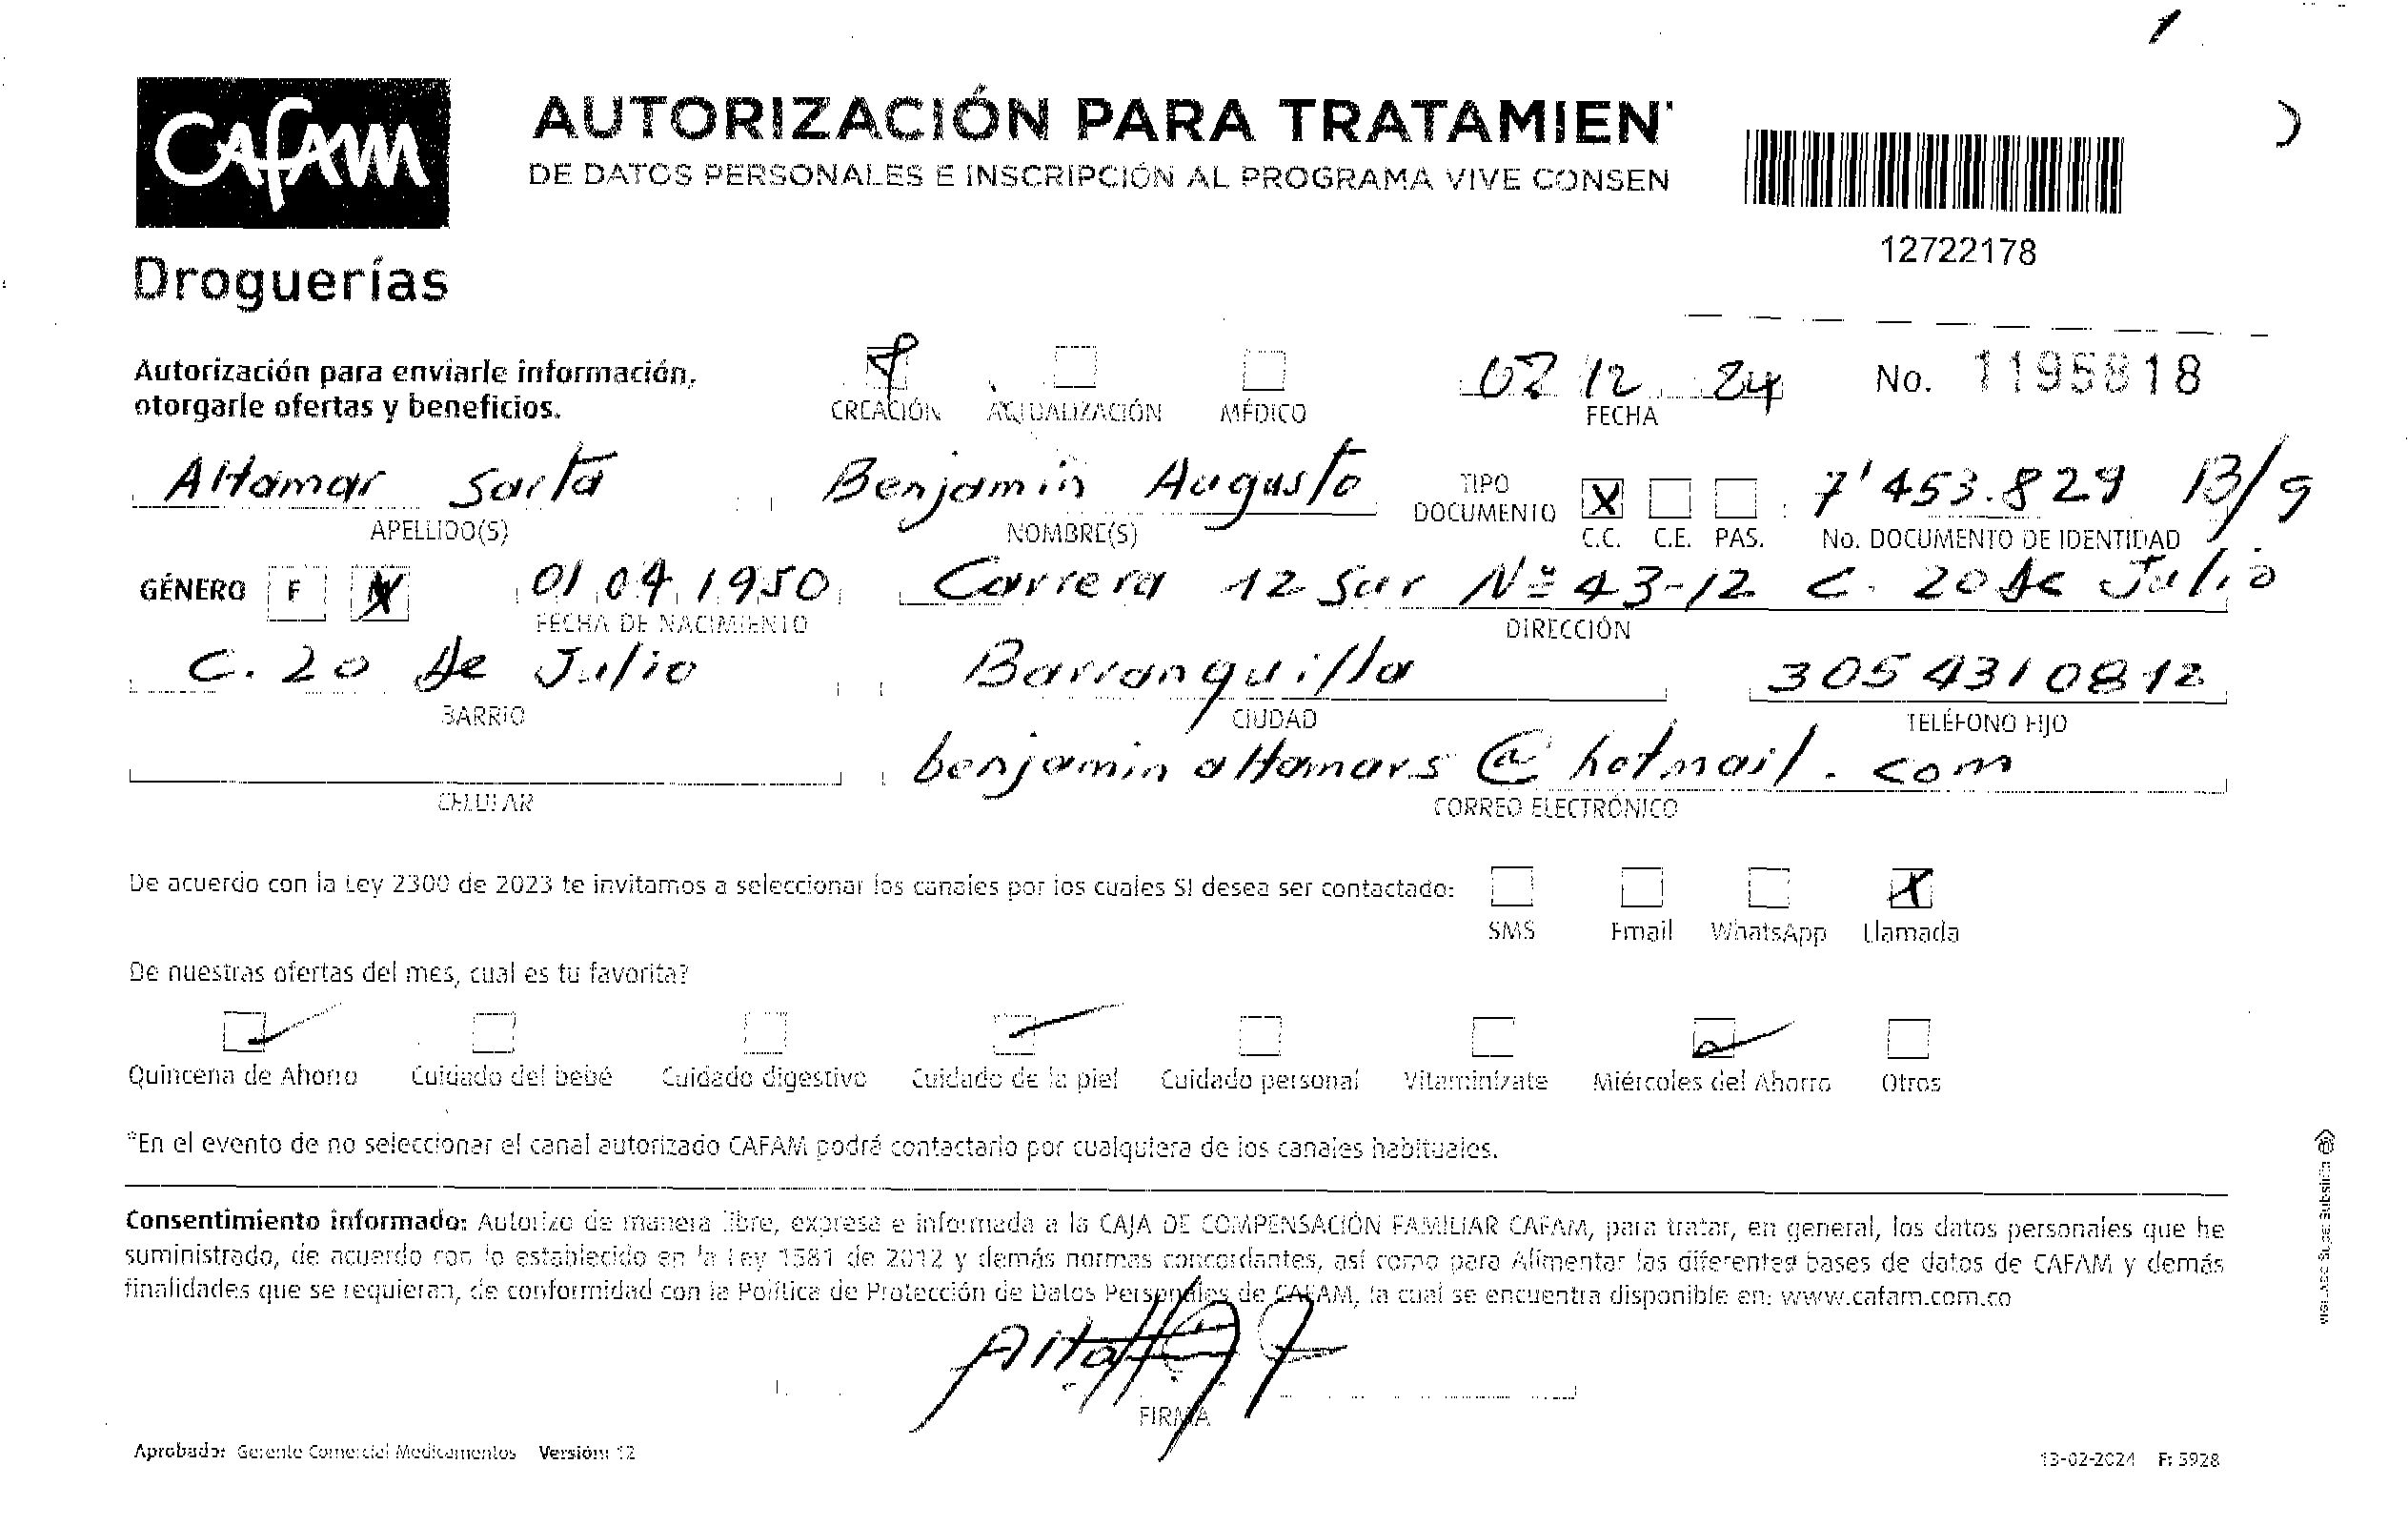 CAFAM
Droguerías
AUTORIZACIÓN PARA TRATAMIEN
DE DATOS PERSONALES E INSCRIPCIÓN AL PROGRAMA VIVE CONSEN
12722178
Autorización para enviarle información,
otorgarle ofertas y beneficios.
CREACIÓN ACTUALIZACIÓN MÉDICO
02 12 24
FECHA
No. 1195818
Altamar Sarta Benjamin Augusto
APELLIDO(S) NOMBRE(S)
TIPO
DOCUMENTO X
C.C. C.E. PAS.
7'453.829 B/q
No. DOCUMENTO DE IDENTIDAD
GÉNERO F M 01 04 1950 Carrera 12 Sur Nº 43-12 C. 20 de Julio
FECHA DE NACIMIENTO DIRECCIÓN
C. 20 de Julio Barranquilla 3054310812
BARRIO CIUDAD TELÉFONO FIJO
benjaminaltamars@hotmail.com
CELULAR CORREO ELECTRÓNICO
De acuerdo con la Ley 2300 de 2023 te invitamos a seleccionar los canales por los cuales SI desea ser contactado: X
SMS Email WhatsApp Llamada
De nuestras ofertas del mes, cual es tu favorita?
Quincena de Ahorro Cuidado del bebé Cuidado digestivo Cuidado de la piel Cuidado personal Vitaminízate Miércoles del Ahorro Otros
*En el evento de no seleccionar el canal autorizado CAFAM podrá contactarlo por cualquiera de los canales habituales.
Consentimiento informado: Autorizo de manera libre, expresa e informada a la CAJA DE COMPENSACIÓN FAMILIAR CAFAM, para tratar, en general, los datos personales que he
suministrado, de acuerdo con lo establecido en la Ley 1581 de 2012 y demás normas concordantes, así como para Alimentar las diferentes bases de datos de CAFAM y demás
finalidades que se requieran, de conformidad con la Política de Protección de Datos Personales de CAFAM, la cual se encuentra disponible en: www.cafam.com.co
FIRMA
Aprobado: Gerente Comercial Medicamentos Versión: 12
13-02-2024 F: 5928
VIGILADO SuperSubsidio